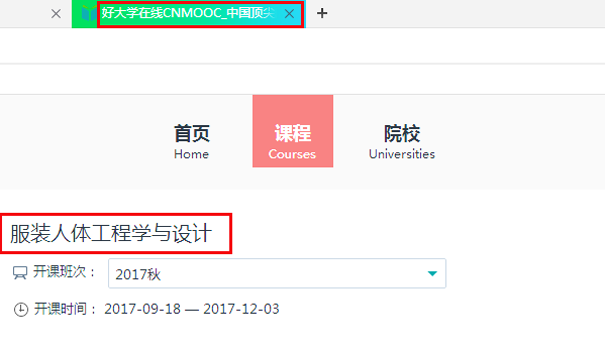 好大学在线CNMOOC_中国顶尖
首页 课程 院校
Home Courses Universities
服装人体工程学与设计
开课班次： 2017秋
开课时间： 2017-09-18 — 2017-12-03